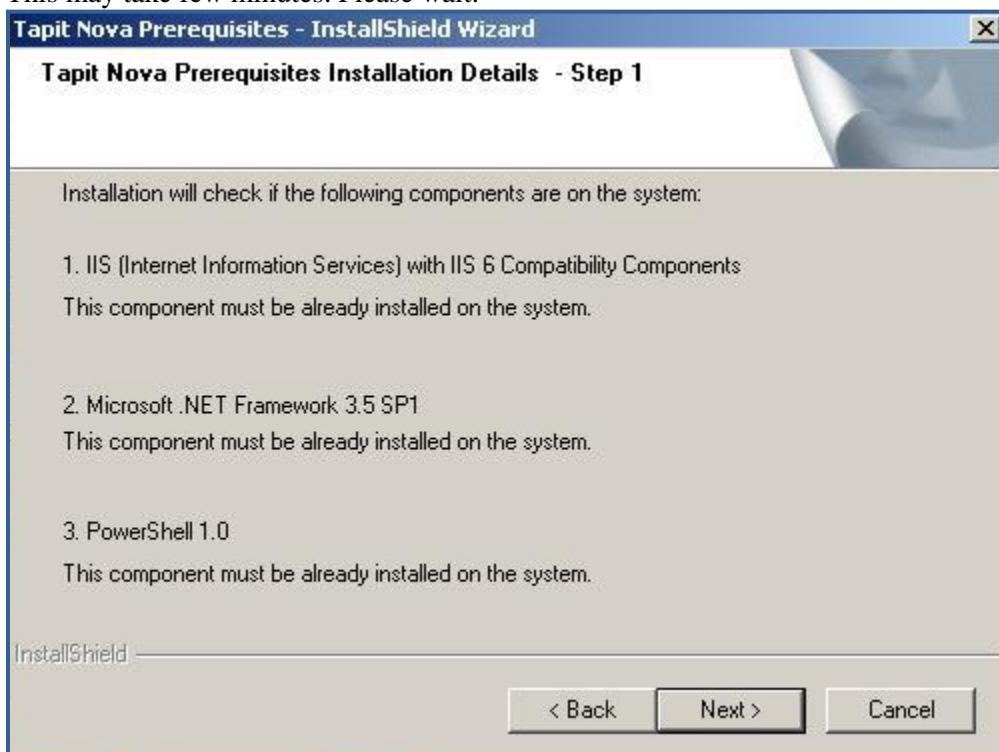 This may take few minutes. Please wait.
Tapit Nova Prerequisites - InstallShield Wizard
Tapit Nova Prerequisites Installation Details - Step 1
Installation will check if the following components are on the system:
1. IIS (Internet Information Services) with IIS 6 Compatibility Components
This component must be already installed on the system.
2. Microsoft .NET Framework 3.5 SP1
This component must be already installed on the system.
3. PowerShell 1.0
This component must be already installed on the system.
InstallShield
< Back Next > Cancel